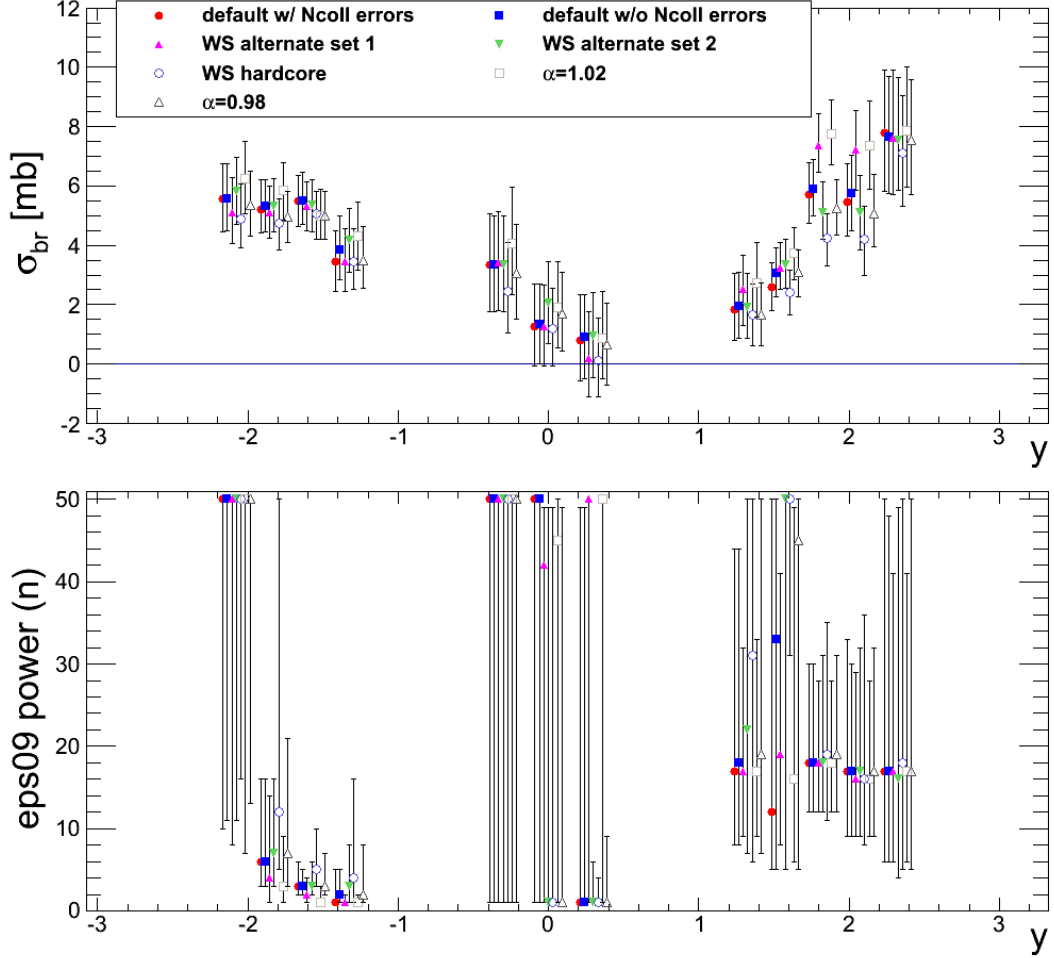 12
default w/ Ncoll errors default w/o Ncoll errors
WS alternate set 1 WS alternate set 2
10
WS hardcore α=1.02
α=0.98
8
σbr [mb]
6
4
2
0
-2
-3 -2 -1 0 1 2 3
y
50
40
eps09 power (n)
30
20
10
0
-3 -2 -1 0 1 2 3
y